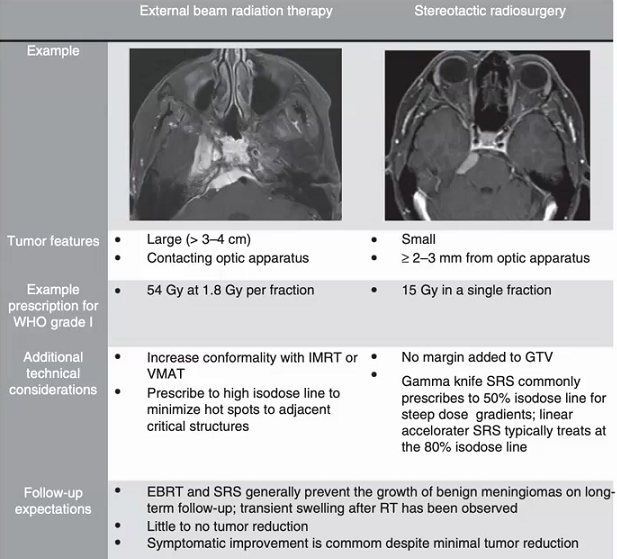 External beam radiation therapy
Stereotactic radiosurgery
Example
Tumor features
• Large (> 3–4 cm)
• Contacting optic apparatus
• Small
• ≥ 2–3 mm from optic apparatus
Example
prescription for
WHO grade I
• 54 Gy at 1.8 Gy per fraction
• 15 Gy in a single fraction
Additional
technical
considerations
• Increase conformality with IMRT or
VMAT
• Prescribe to high isodose line to
minimize hot spots to adjacent
critical structures
• No margin added to GTV
• Gamma knife SRS commonly
prescribes to 50% isodose line for
steep dose gradients; linear
accelorater SRS typically treats at
the 80% isodose line
Follow-up
expectations
• EBRT and SRS generally prevent the growth of benign meningiomas on long-
term follow-up; transient swelling after RT has been observed
• Little to no tumor reduction
• Symptomatic improvement is commom despite minimal tumor reduction